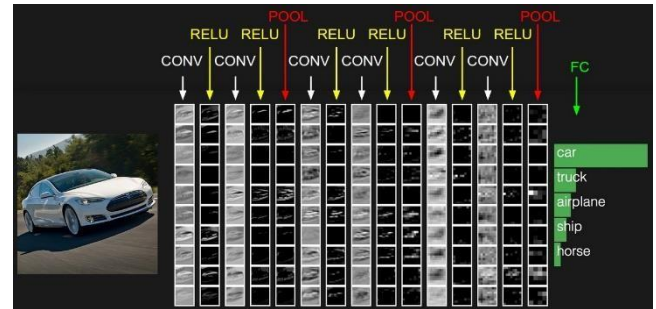 POOL POOL POOL
RELU RELU RELU RELU RELU RELU
CONV CONV CONV CONV CONV CONV
FC
car
truck
airplane
ship
horse